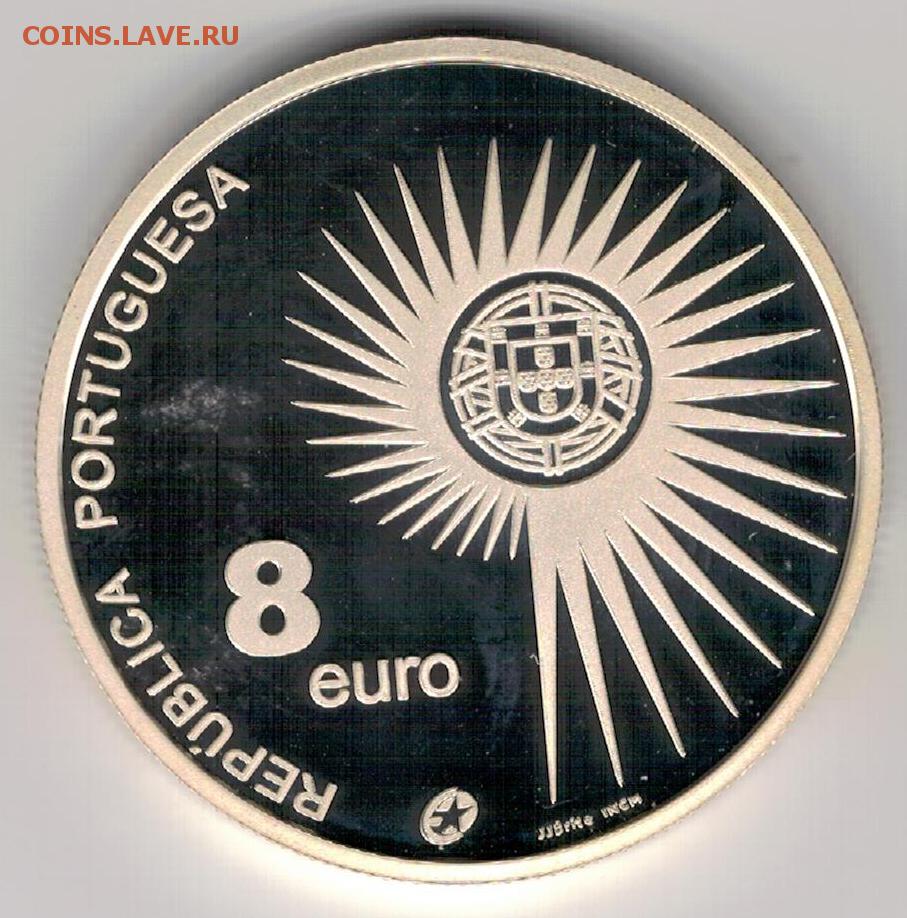 COINS.LAVE.RU
REPÚBLICA PORTUGUESA
8
euro
JJBrito INCM